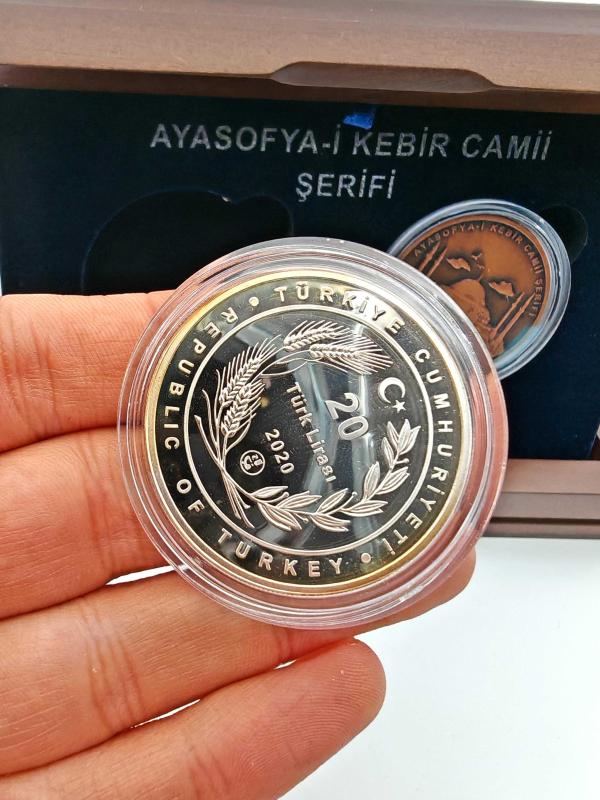 AYASOFYA-İ KEBİR CAMİİ
ŞERİFİ
AYASOFYA-İ KEBİR CAMİİ ŞERİFİ
TÜRKİYE CUMHURİYETİ
REPUBLIC OF TURKEY
20
Türk Lirası
2020